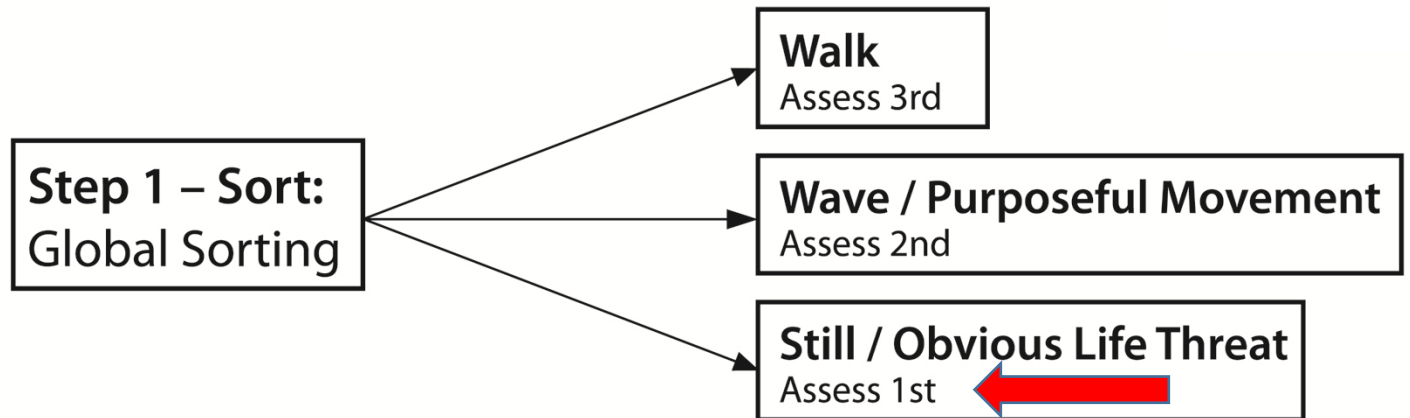 Step 1 – Sort:
Global Sorting
Walk
Assess 3rd
Wave / Purposeful Movement
Assess 2nd
Still / Obvious Life Threat
Assess 1st